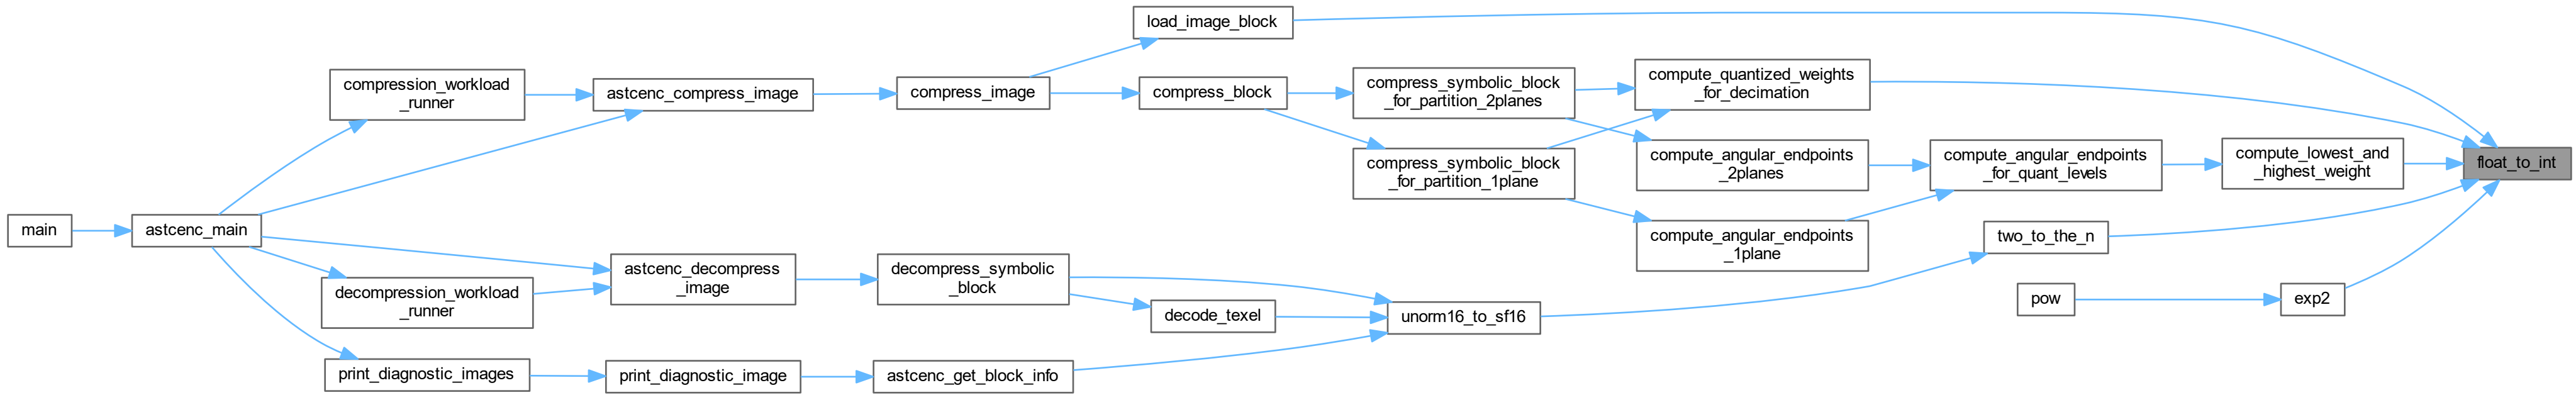 load_image_block
compression_workload
_runner
astcenc_compress_image
compress_image
compress_block
compress_symbolic_block
_for_partition_2planes
compute_quantized_weights
_for_decimation
compress_symbolic_block
_for_partition_1plane
compute_angular_endpoints
_2planes
compute_angular_endpoints
_for_quant_levels
compute_lowest_and
_highest_weight
float_to_int
main
astcenc_main
compute_angular_endpoints
_1plane
two_to_the_n
decompression_workload
_runner
astcenc_decompress
_image
decompress_symbolic
_block
decode_texel
unorm16_to_sf16
pow
exp2
print_diagnostic_images
print_diagnostic_image
astcenc_get_block_info